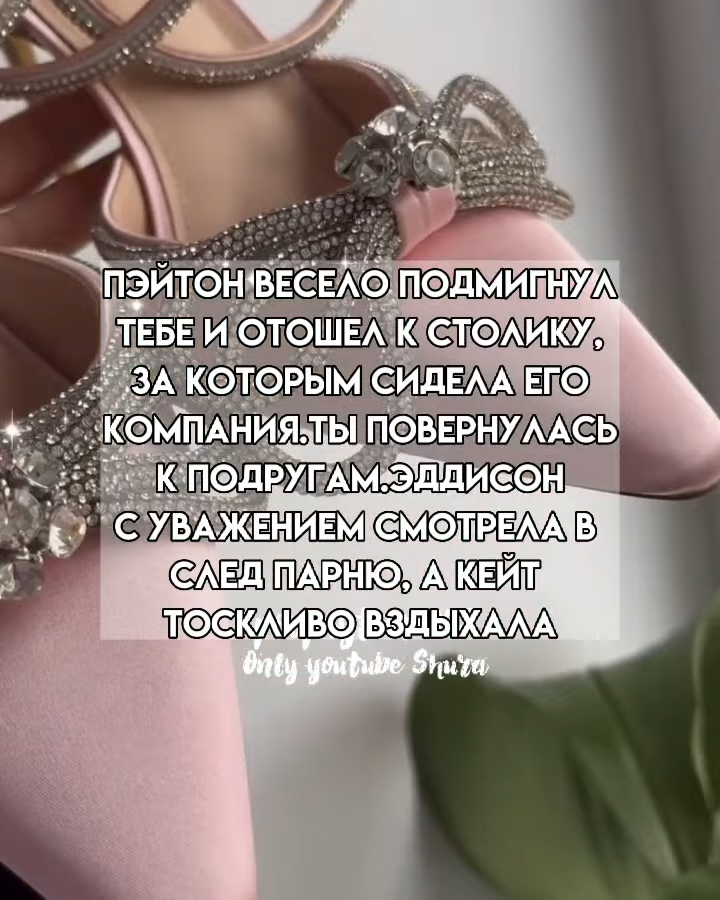 ПЭЙТОН ВЕСЕЛО ПОДМИГНУЛ
ТЕБЕ И ОТОШЕЛ К СТОЛИКУ,
ЗА КОТОРЫМ СИДЕЛА ЕГО
КОМПАНИЯ.ТЫ ПОВЕРНУЛАСЬ
К ПОДРУГАМ.ЭДДИСОН
С УВАЖЕНИЕМ СМОТРЕЛА В
СЛЕД ПАРНЮ, А КЕЙТ
ТОСКЛИВО ВЗДЫХАЛА
Only youtube Shura